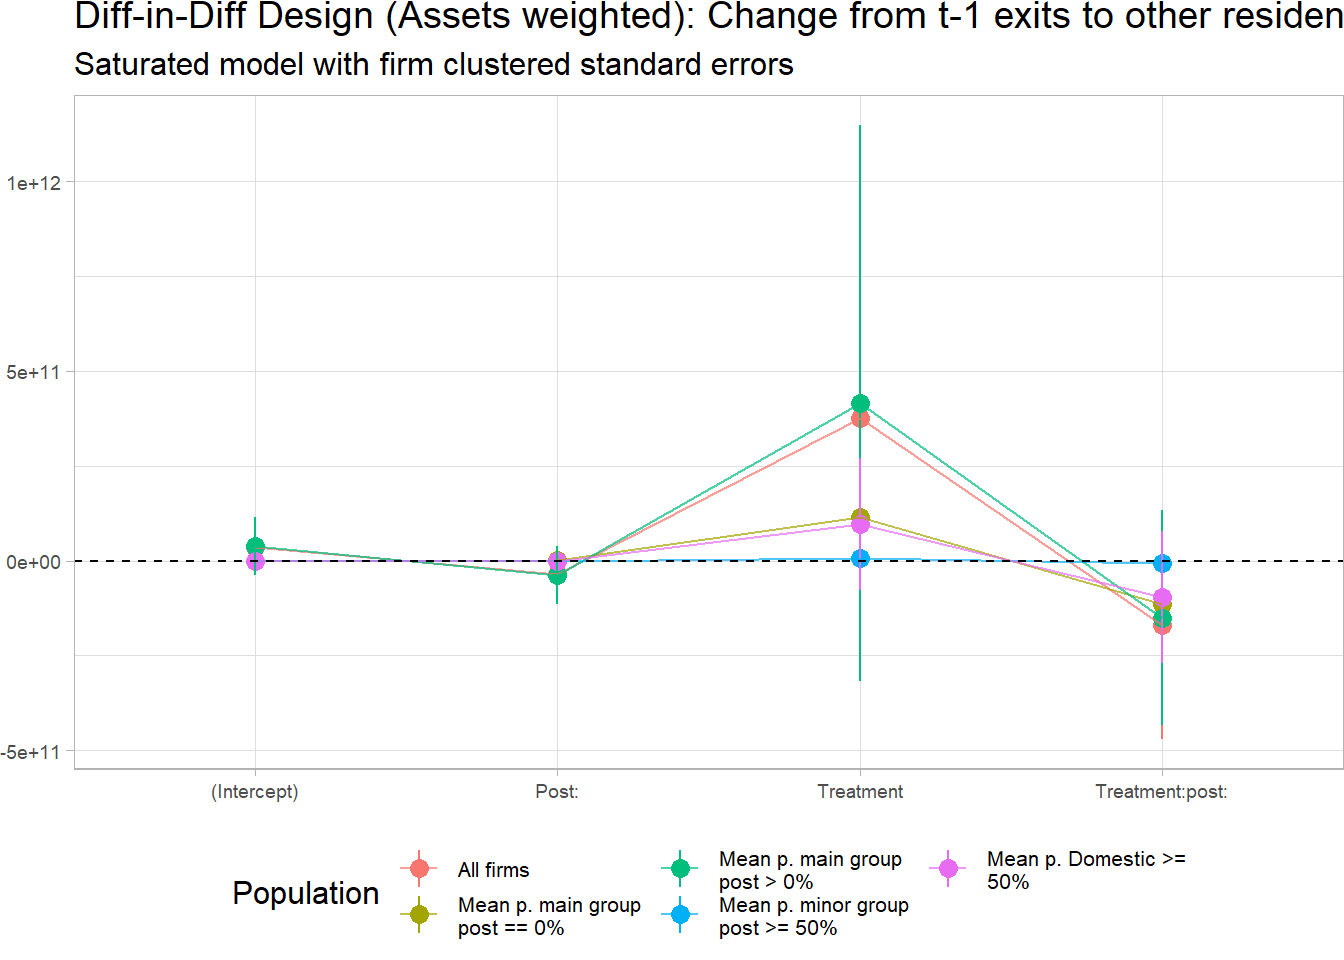 Diff-in-Diff Design (Assets weighted): Change from t-1 exits to other residen
Saturated model with firm clustered standard errors
1e+12
5e+11
0e+00
-5e+11
(Intercept)
Post:
Treatment
Treatment:post:
Population
All firms
Mean p. main group
post == 0%
Mean p. main group
post > 0%
Mean p. minor group
post >= 50%
Mean p. Domestic >=
50%